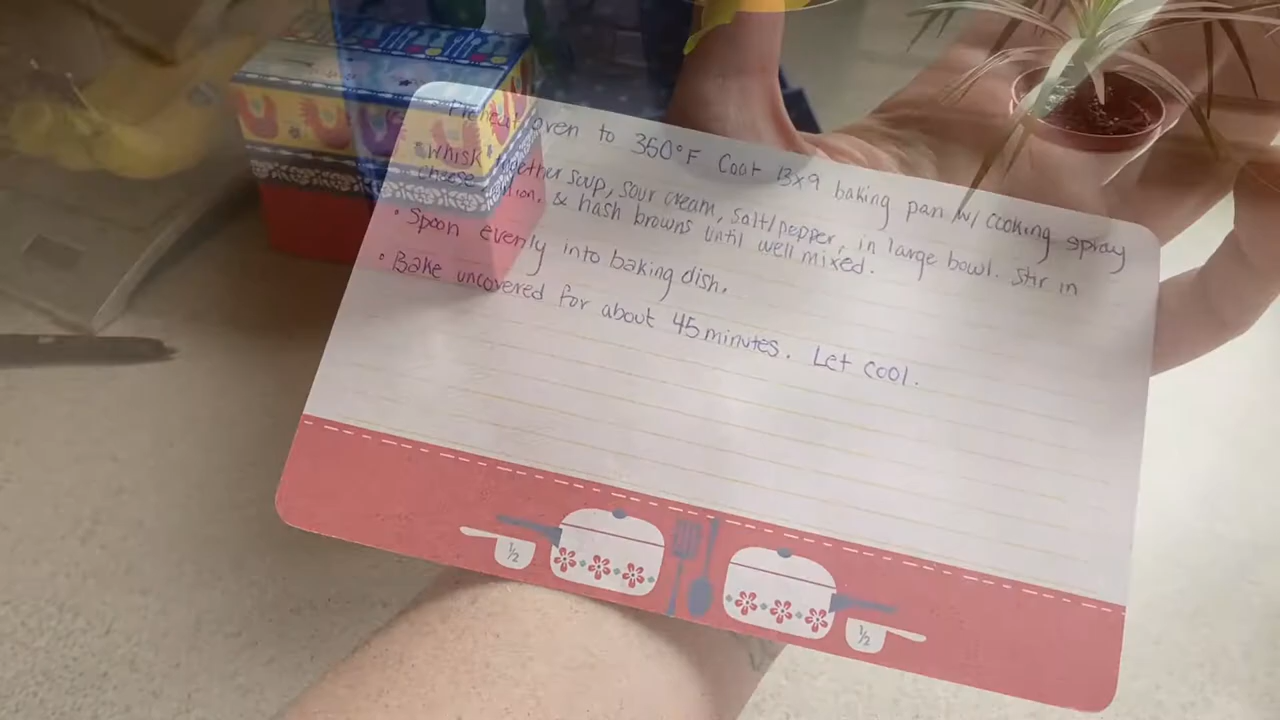 Preheat oven to 350°F Coat 13x9 baking pan w/ cooking spray
• Whisk together soup, sour cream, salt/pepper, in large bowl. Stir in
cheese & hash browns until well mixed.
• Spoon evenly into baking dish.
• Bake uncovered for about 45 minutes. Let cool.
1/2
1/2